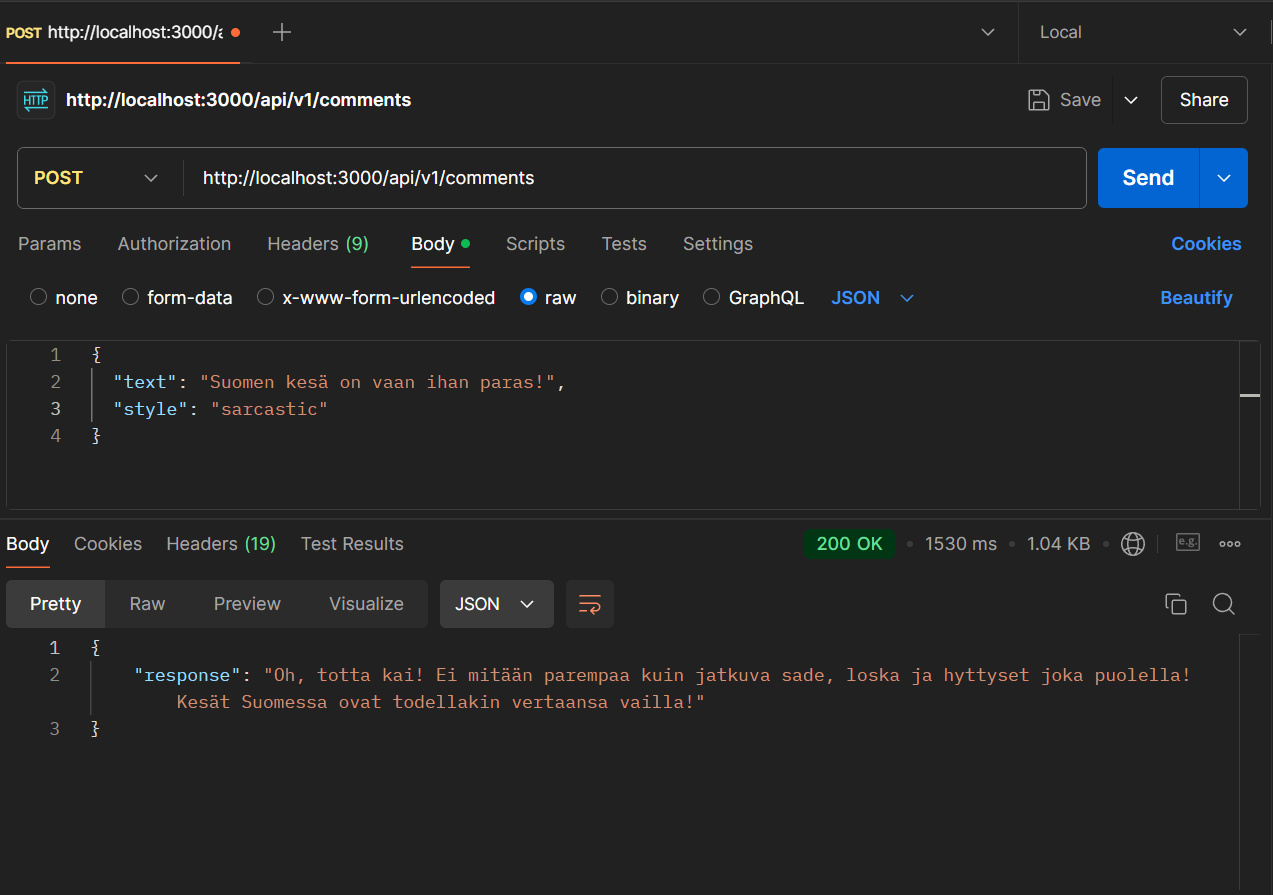 POST http://localhost:3000/a
Local
HTTP http://localhost:3000/api/v1/comments Save Share
POST http://localhost:3000/api/v1/comments Send
Params Authorization Headers (9) Body Scripts Tests Settings Cookies
none form-data x-www-form-urlencoded raw binary GraphQL JSON Beautify
1 {
2 "text": "Suomen kesä on vaan ihan paras!",
3 "style": "sarcastic"
4 }
Body Cookies Headers (19) Test Results 200 OK 1530 ms 1.04 KB e.g.
Pretty Raw Preview Visualize JSON
1 {
2 "response": "Oh, totta kai! Ei mitään parempaa kuin jatkuva sade, loska ja hyttyset joka puolella!
Kesät Suomessa ovat todellakin vertaansa vailla!"
3 }